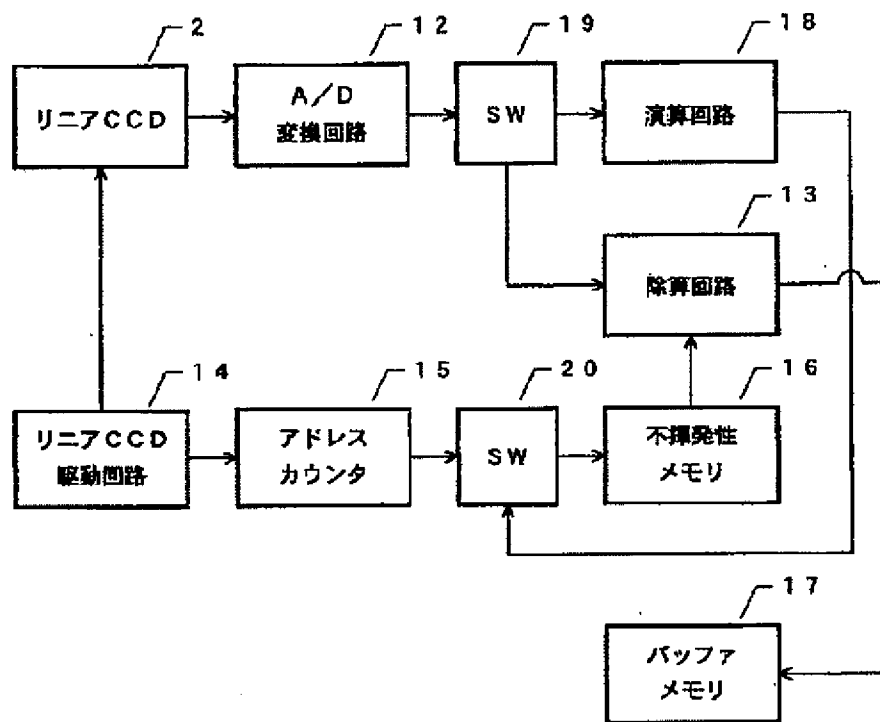 2
リニアCCD
12
A/D
変換回路
19
SW
18
演算回路
13
除算回路
14
リニアCCD
駆動回路
15
アドレス
カウンタ
20
SW
16
不揮発性
メモリ
17
バッファ
メモリ